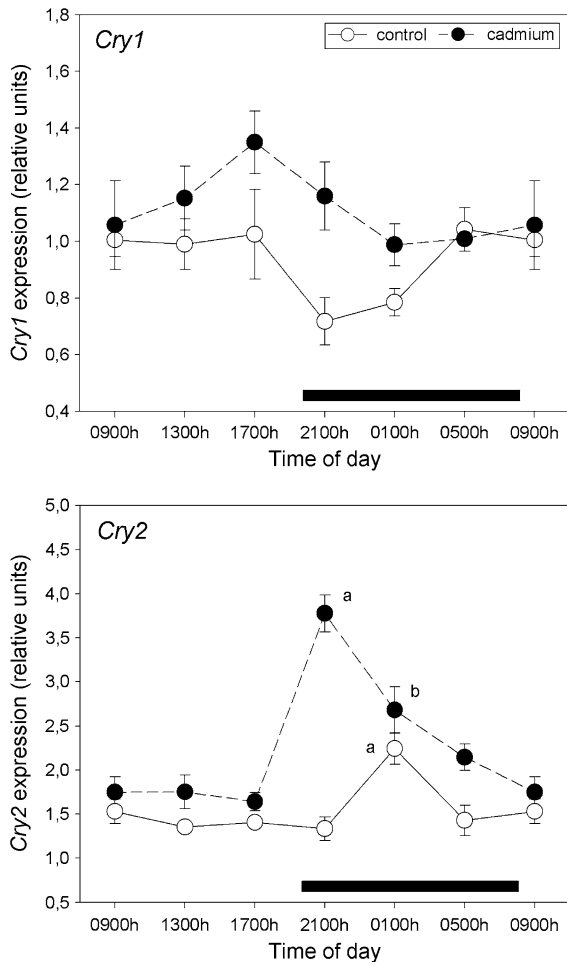 1,8
Cry1
control
cadmium
1,6
1,4
1,2
1,0
0,8
0,6
0,4
Cry1 expression (relative units)
0900h 1300h 1700h 2100h 0100h 0500h 0900h
Time of day
5,0
Cry2
4,5
4,0
a
3,5
3,0
b
2,5
a
2,0
1,5
1,0
0,5
Cry2 expression (relative units)
0900h 1300h 1700h 2100h 0100h 0500h 0900h
Time of day